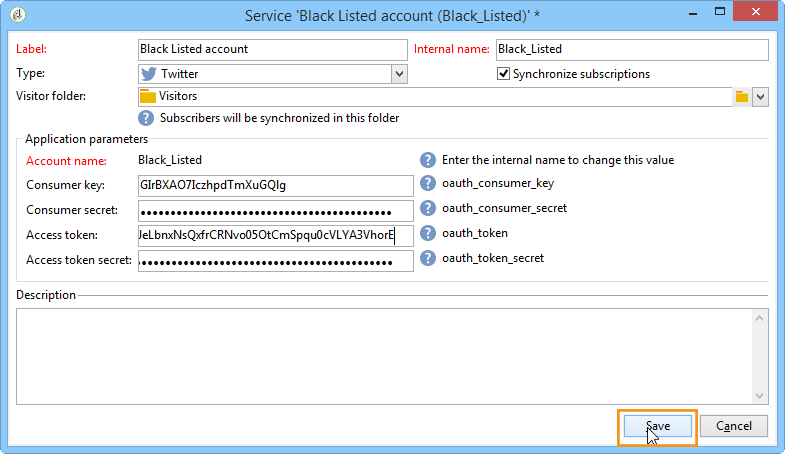 Service 'Black Listed account (Black_Listed)' *
Label: Black Listed account Internal name: Black_Listed
Type: Twitter Synchronize subscriptions
Visitor folder: Visitors
? Subscribers will be synchronized in this folder
Application parameters
Account name: Black_Listed ? Enter the internal name to change this value
Consumer key: GIrBXAO7IczhpdTmXuGQIg ? oauth_consumer_key
Consumer secret: ? oauth_consumer_secret
Access token: JeLbnxNsQxfrCRNvo05OtCmSpqu0cVLYA3VhorE ? oauth_token
Access token secret: ? oauth_token_secret
Description
Save Cancel